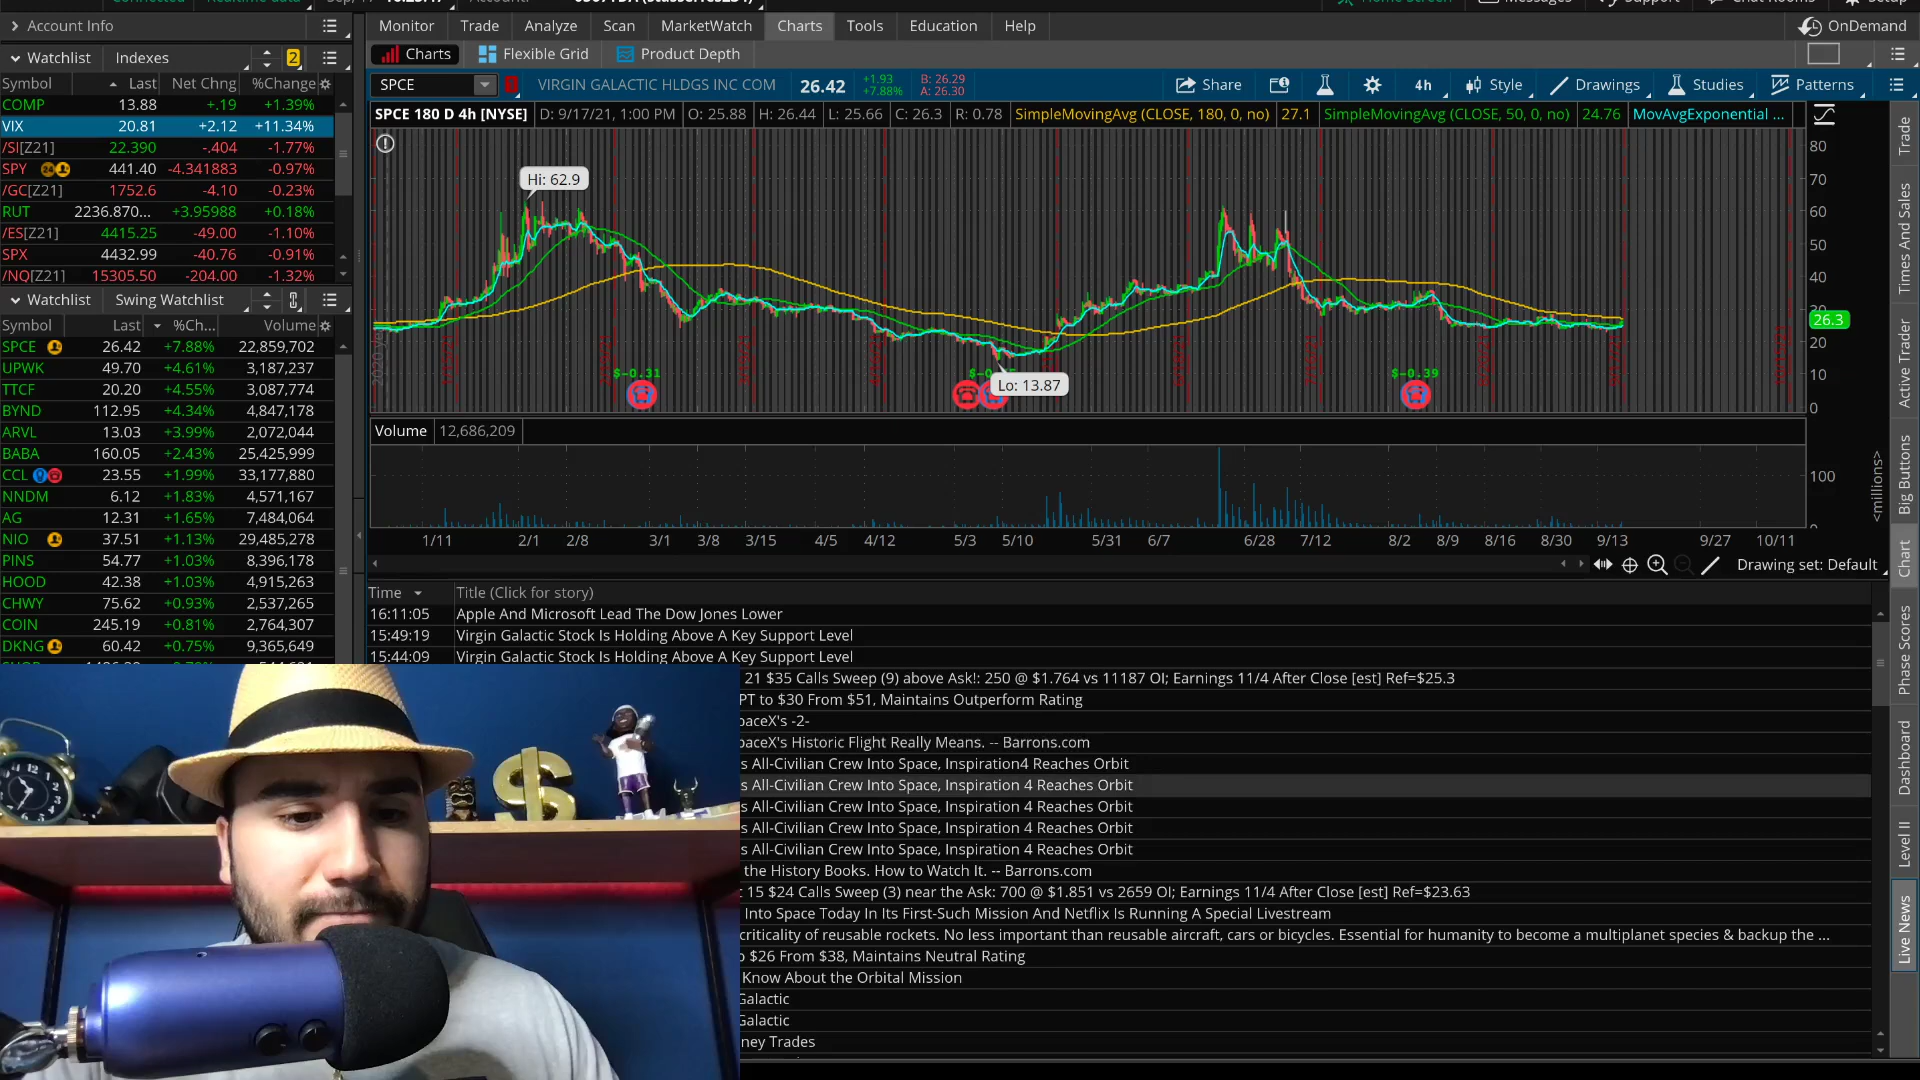 Connected Realtime data Sep, 17 Account:
Home Screen Messages Support Chat Rooms Setup
Account Info
Monitor Trade Analyze Scan MarketWatch Charts Tools Education Help OnDemand
Watchlist Indexes 2
Charts Flexible Grid Product Depth
Symbol Last Net Chng %Change
COMP 13.88 +.19 +1.39%
VIX 20.81 +2.12 +11.34%
/SI[Z21] 22.390 -.404 -1.77%
SPY 441.40 -4.341883 -0.97%
/GC[Z21] 1752.6 -4.10 -0.23%
RUT 2236.870... +3.95988 +0.18%
/ES[Z21] 4415.25 -49.00 -1.10%
SPX 4432.99 -40.76 -0.91%
/NQ[Z21] 15305.50 -204.00 -1.32%
Watchlist Swing Watchlist
Symbol Last %Ch... Volume
SPCE 26.42 +7.88% 22,859,702
UPWK 49.70 +4.61% 3,187,237
TTCF 20.20 +4.55% 3,087,774
BYND 112.95 +4.34% 4,847,178
ARVL 13.03 +3.99% 2,072,044
BABA 160.05 +2.43% 25,425,999
CCL 23.55 +1.99% 33,177,880
NNDM 6.12 +1.83% 4,571,167
AG 12.31 +1.65% 7,484,064
NIO 37.51 +1.13% 29,485,278
PINS 54.77 +1.03% 8,396,178
HOOD 42.38 +1.03% 4,915,263
CHWY 75.62 +0.93% 2,537,265
COIN 245.19 +0.81% 2,764,307
DKNG 60.42 +0.75% 9,365,649
SPCE VIRGIN GALACTIC HLDGS INC COM 26.42 +1.93 +7.88% B: 26.29 A: 26.30 Share 4h Style Drawings Studies Patterns
SPCE 180 D 4h [NYSE] D: 9/17/21, 1:00 PM O: 25.88 H: 26.44 L: 25.66 C: 26.3 R: 0.78 SimpleMovingAvg (CLOSE, 180, 0, no) 27.1 SimpleMovingAvg (CLOSE, 50, 0, no) 24.76 MovAvgExponential ...
80
70
60
50
40
30
26.3
20
10
0
Hi: 62.9
$-0.31
Lo: 13.87
$-0.39
Volume 12,686,209
100
<millions>
1/11 2/1 2/8 3/1 3/8 3/15 4/5 4/12 5/3 5/10 5/31 6/7 6/28 7/12 8/2 8/9 8/16 8/30 9/13 9/27 10/11
Drawing set: Default
Time Title (Click for story)
16:11:05 Apple And Microsoft Lead The Dow Jones Lower
15:49:19 Virgin Galactic Stock Is Holding Above A Key Support Level
15:44:09 Virgin Galactic Stock Is Holding Above A Key Support Level
21 $35 Calls Sweep (9) above Ask!: 250 @ $1.764 vs 11187 OI; Earnings 11/4 After Close [est] Ref=$25.3
PT to $30 From $51, Maintains Outperform Rating
paceX's -2-
paceX's Historic Flight Really Means. -- Barrons.com
s All-Civilian Crew Into Space, Inspiration4 Reaches Orbit
s All-Civilian Crew Into Space, Inspiration 4 Reaches Orbit
s All-Civilian Crew Into Space, Inspiration 4 Reaches Orbit
s All-Civilian Crew Into Space, Inspiration 4 Reaches Orbit
s All-Civilian Crew Into Space, Inspiration 4 Reaches Orbit
the History Books. How to Watch It. -- Barrons.com
t 15 $24 Calls Sweep (3) near the Ask: 700 @ $1.851 vs 2659 OI; Earnings 11/4 After Close [est] Ref=$23.63
Into Space Today In Its First-Such Mission And Netflix Is Running A Special Livestream
criticality of reusable rockets. No less important than reusable aircraft, cars or bicycles. Essential for humanity to become a multiplanet species & backup the ...
o $26 From $38, Maintains Neutral Rating
Know About the Orbital Mission
Galactic
Galactic
ney Trades
Trade
Times And Sales
Active Trader
Big Buttons
Chart
Phase Scores
Dashboard
Level II
Live News